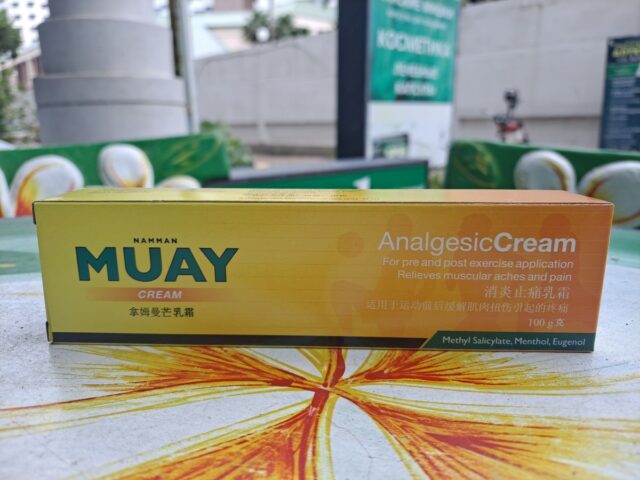 КОСМЕТИКА
NAMMAN
MUAY
CREAM
拿姆曼芒乳霜
AnalgesicCream
For pre and post exercise application
Relieves muscular aches and pain
消炎止痛乳霜
适用于运动前后缓解肌肉扭伤引起的疼痛
100 g 克
Methyl Salicylate, Menthol, Eugenol